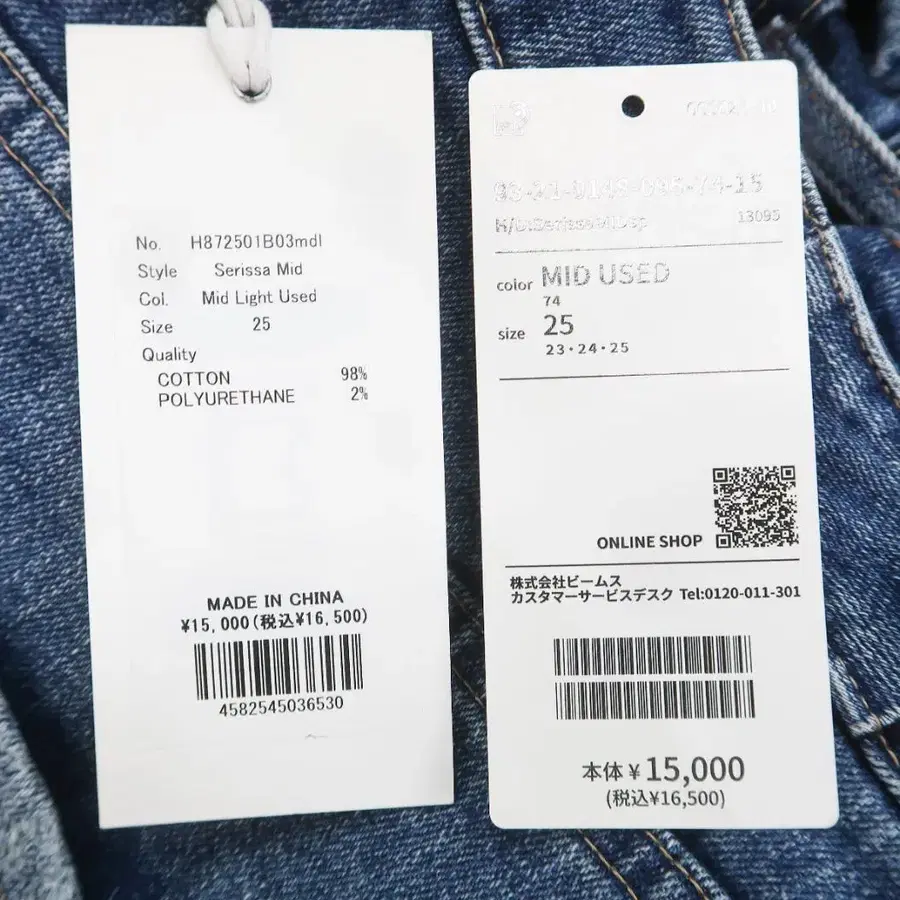 No. H872501B03mdl
Style Serissa Mid
Col. Mid Light Used
Size 25
Quality
COTTON 98%
POLYURETHANE 2%
MADE IN CHINA
¥15,000(税込¥16,500)
4582545036530
13095
color MID USED
74
size 25
23・24・25
ONLINE SHOP
株式会社ビームス
カスタマーサービスデスク Tel:0120-011-301
本体¥15,000
(税込¥16,500)